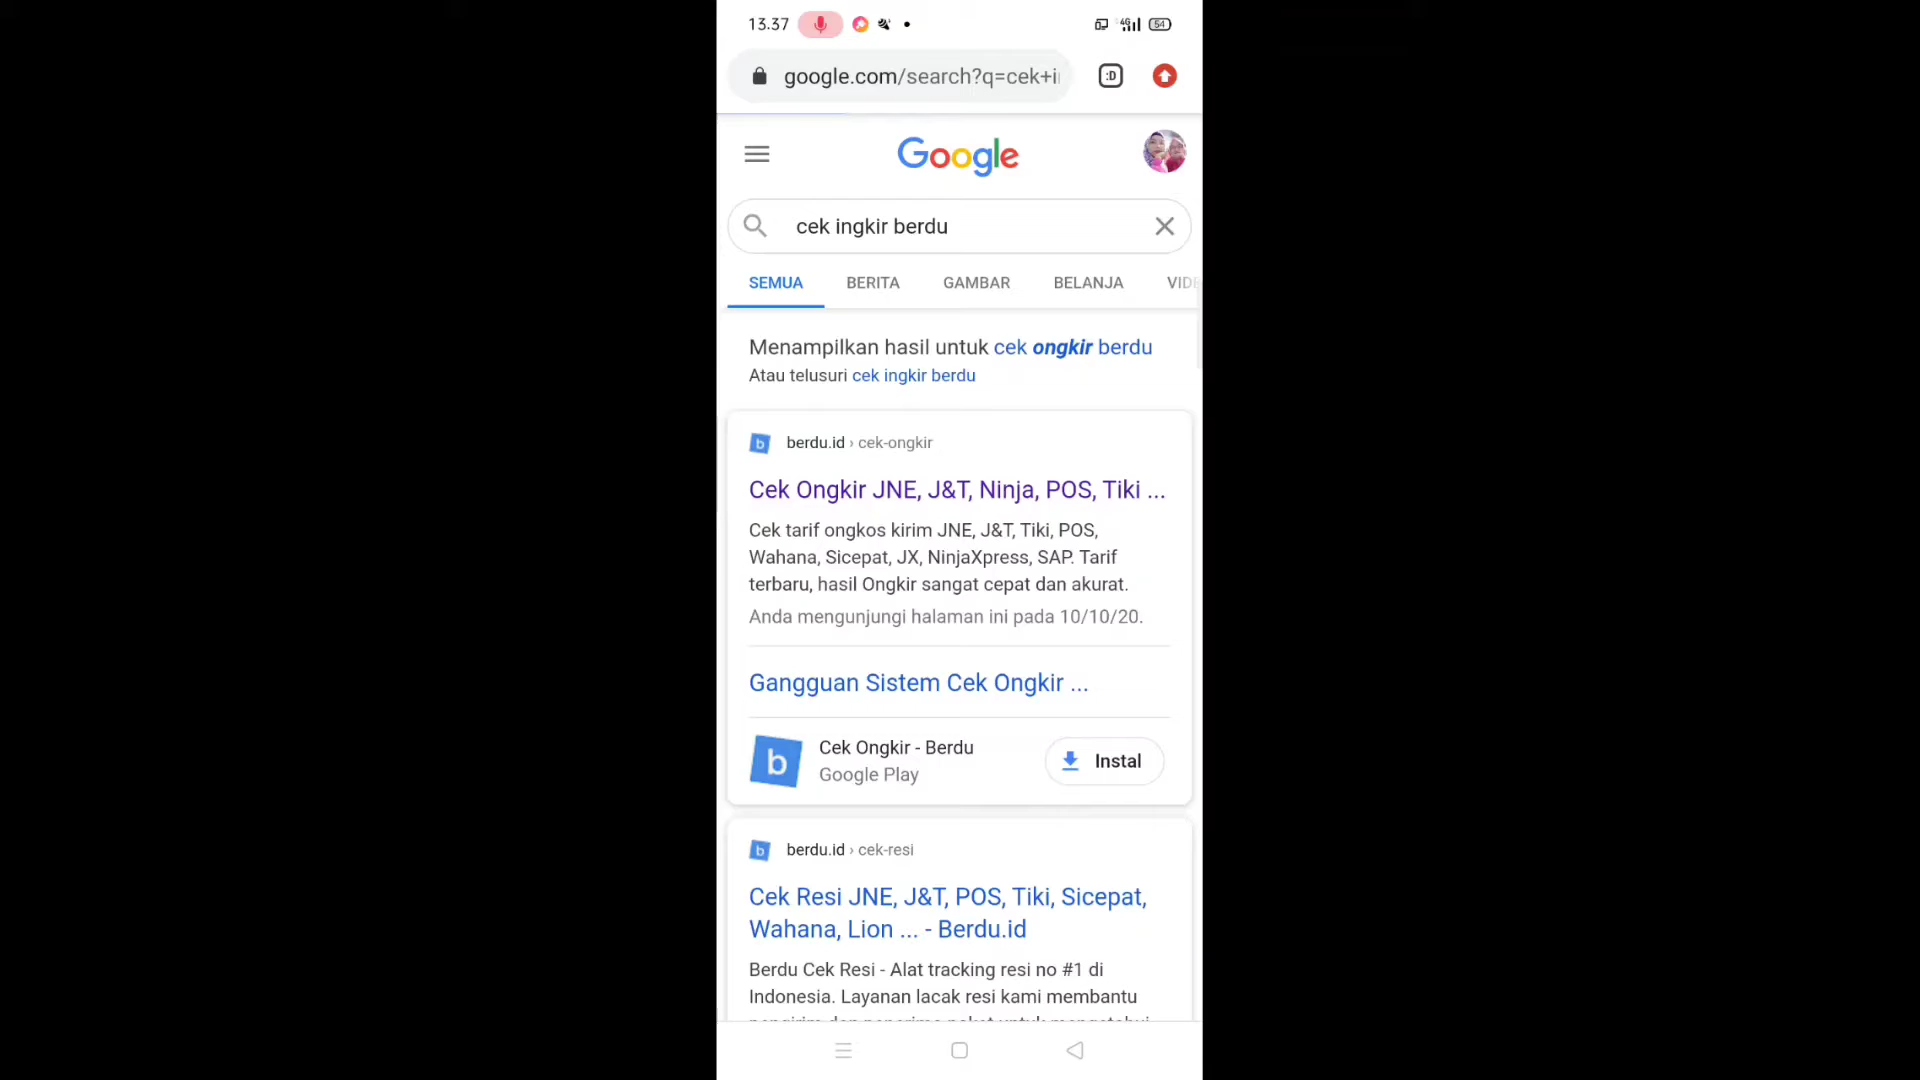 13.37
4G
54
google.com/search?q=cek+i
:D
Google
cek ingkir berdu
SEMUA BERITA GAMBAR BELANJA
Menampilkan hasil untuk cek ongkir berdu
Atau telusuri cek ingkir berdu
b berdu.id › cek-ongkir
Cek Ongkir JNE, J&T, Ninja, POS, Tiki ...
Cek tarif ongkos kirim JNE, J&T, Tiki, POS,
Wahana, Sicepat, JX, NinjaXpress, SAP. Tarif
terbaru, hasil Ongkir sangat cepat dan akurat.
Anda mengunjungi halaman ini pada 10/10/20.
Gangguan Sistem Cek Ongkir ...
b
Cek Ongkir - Berdu
Google Play
Instal
b berdu.id › cek-resi
Cek Resi JNE, J&T, POS, Tiki, Sicepat,
Wahana, Lion ... - Berdu.id
Berdu Cek Resi - Alat tracking resi no #1 di
Indonesia. Layanan lacak resi kami membantu